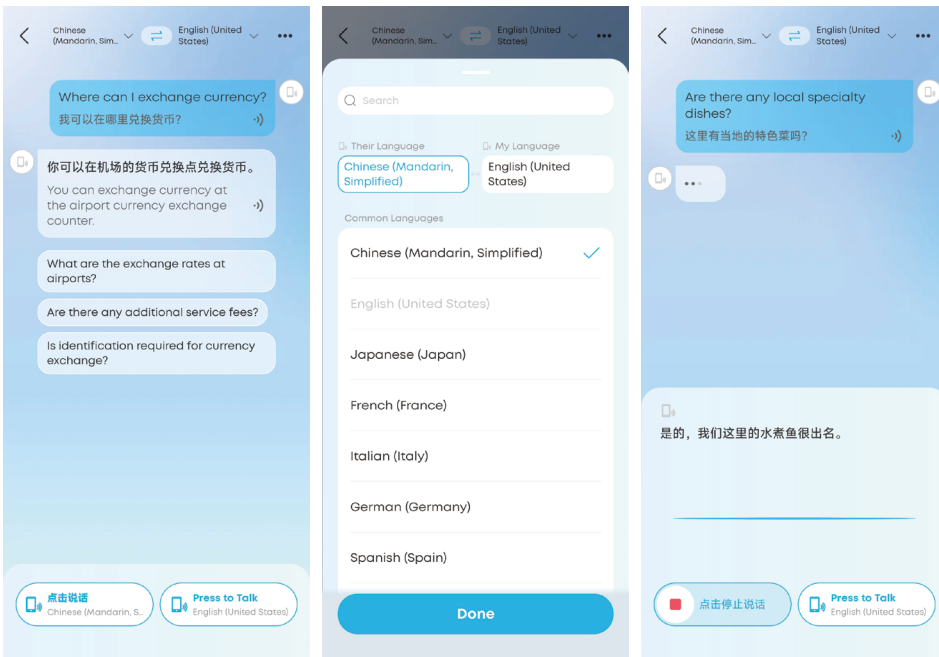 Chinese
(Mandarin, Sim...
English (United
States)
Where can I exchange currency?
我可以在哪里兑换货币？
你可以在机场的货币兑换点兑换货币。
You can exchange currency at
the airport currency exchange
counter.
What are the exchange rates at
airports?
Are there any additional service fees?
Is identification required for currency
exchange?
点击说话
Chinese (Mandarin, S...
Press to Talk
English (United States)
Chinese
(Mandarin, Sim...
English (United
States)
Search
Their Language
My Language
Chinese (Mandarin,
Simplified)
English (United
States)
Common Languages
Chinese (Mandarin, Simplified)
English (United States)
Japanese (Japan)
French (France)
Italian (Italy)
German (Germany)
Spanish (Spain)
Done
Chinese
(Mandarin, Sim...
English (United
States)
Are there any local specialty
dishes?
这里有当地的特色菜吗？
是的，我们这里的水煮鱼很出名。
点击停止说话
Press to Talk
English (United States)